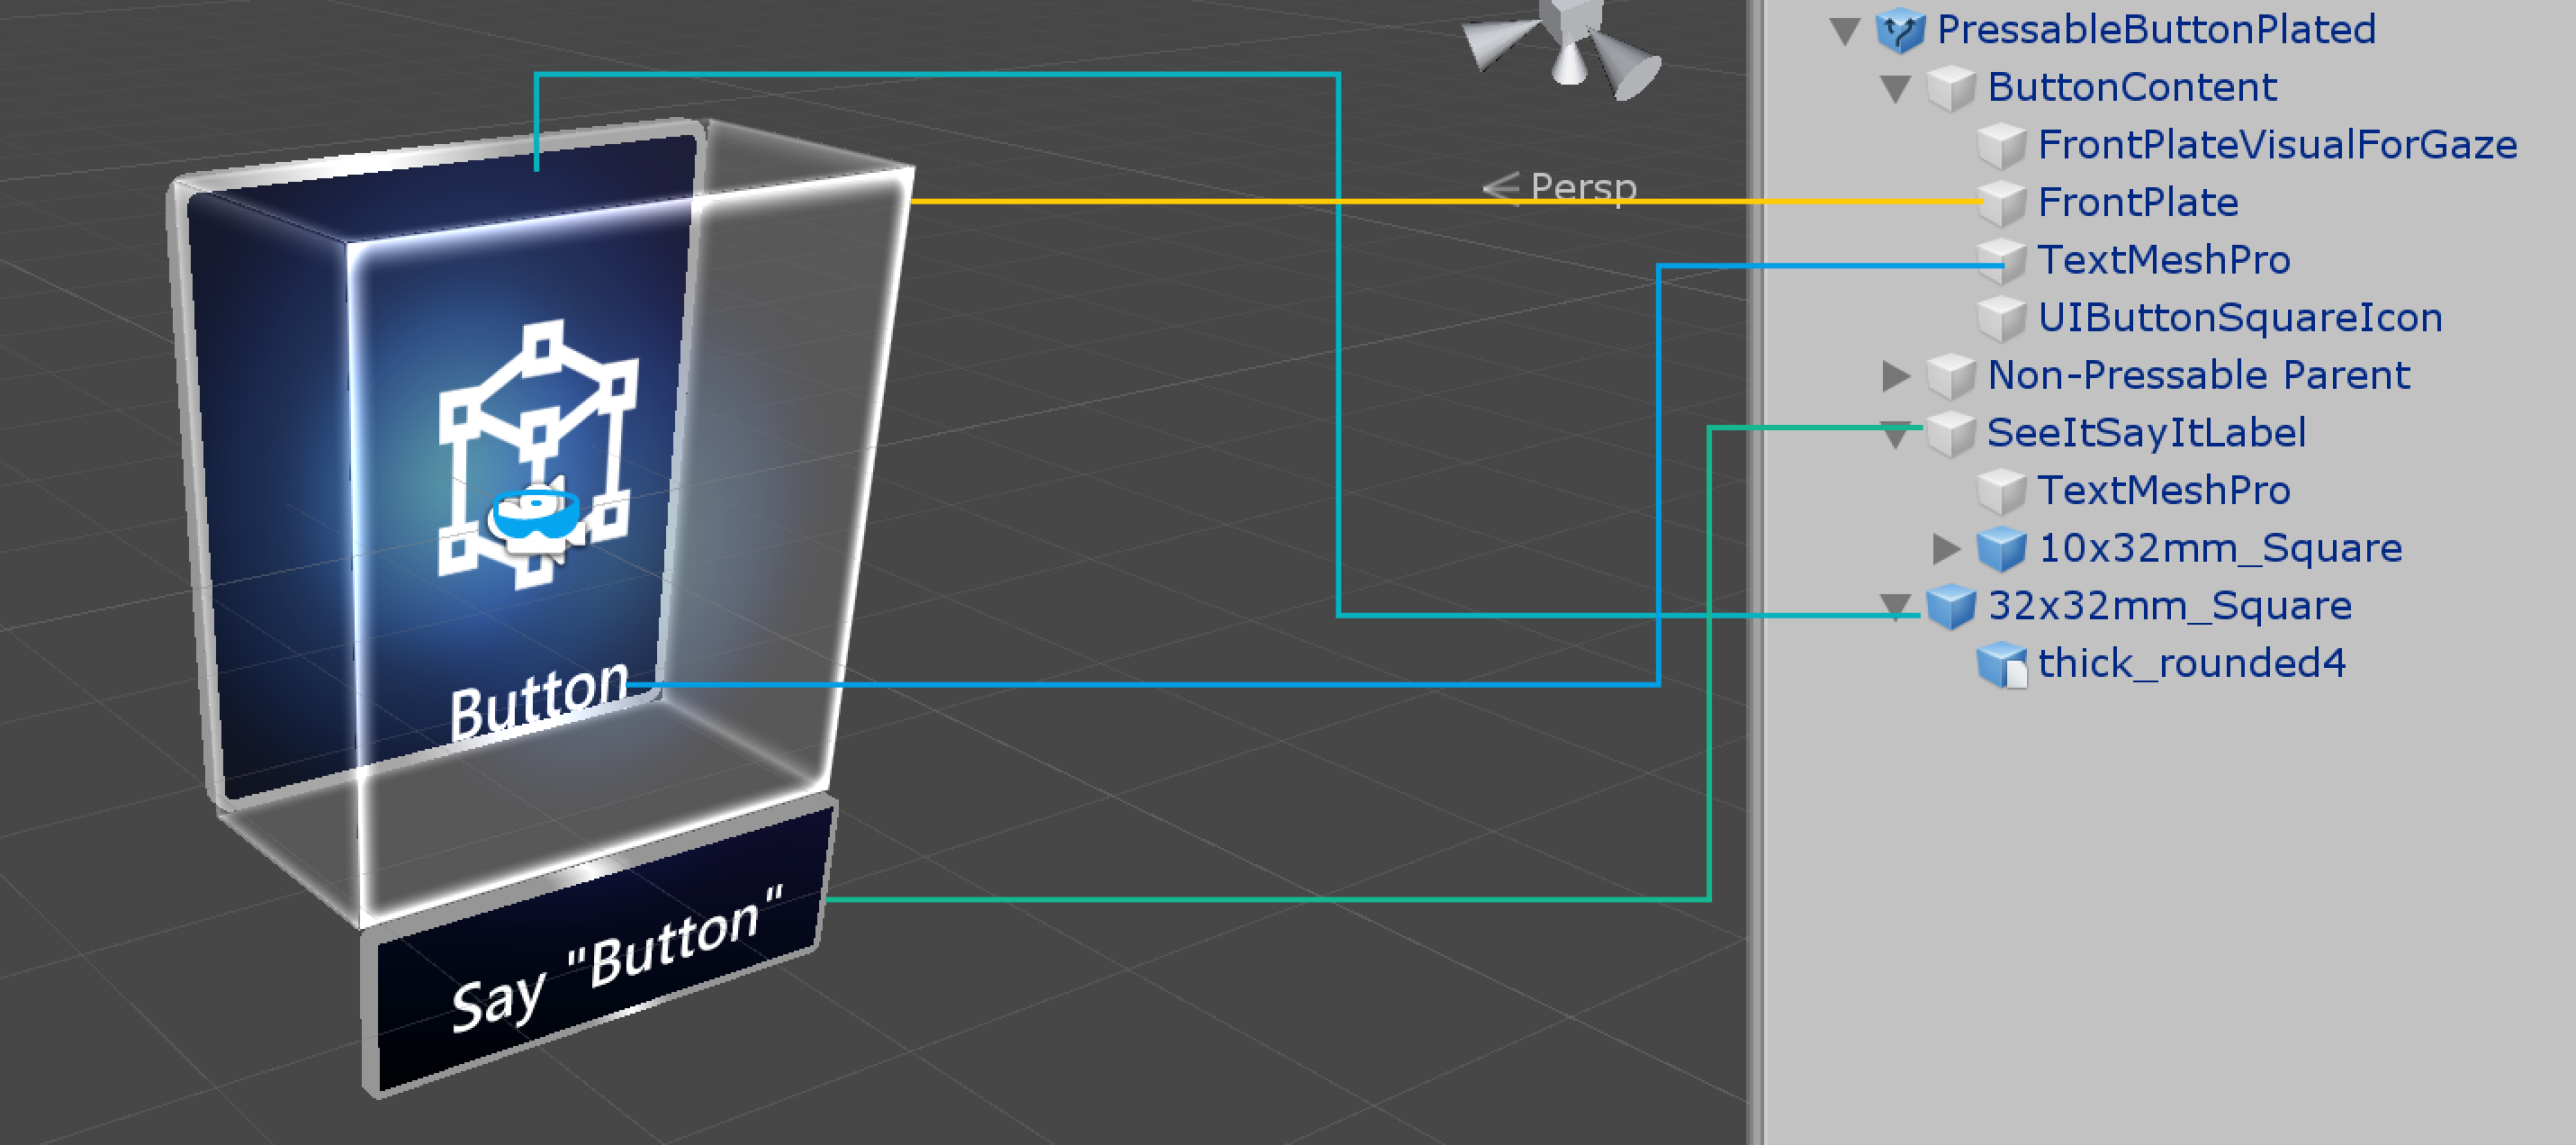 Button
Say "Button"
Persp
PressableButtonPlated
ButtonContent
FrontPlateVisualForGaze
FrontPlate
TextMeshPro
UIButtonSquareIcon
Non-Pressable Parent
SeeItSayItLabel
TextMeshPro
10x32mm_Square
32x32mm_Square
thick_rounded4